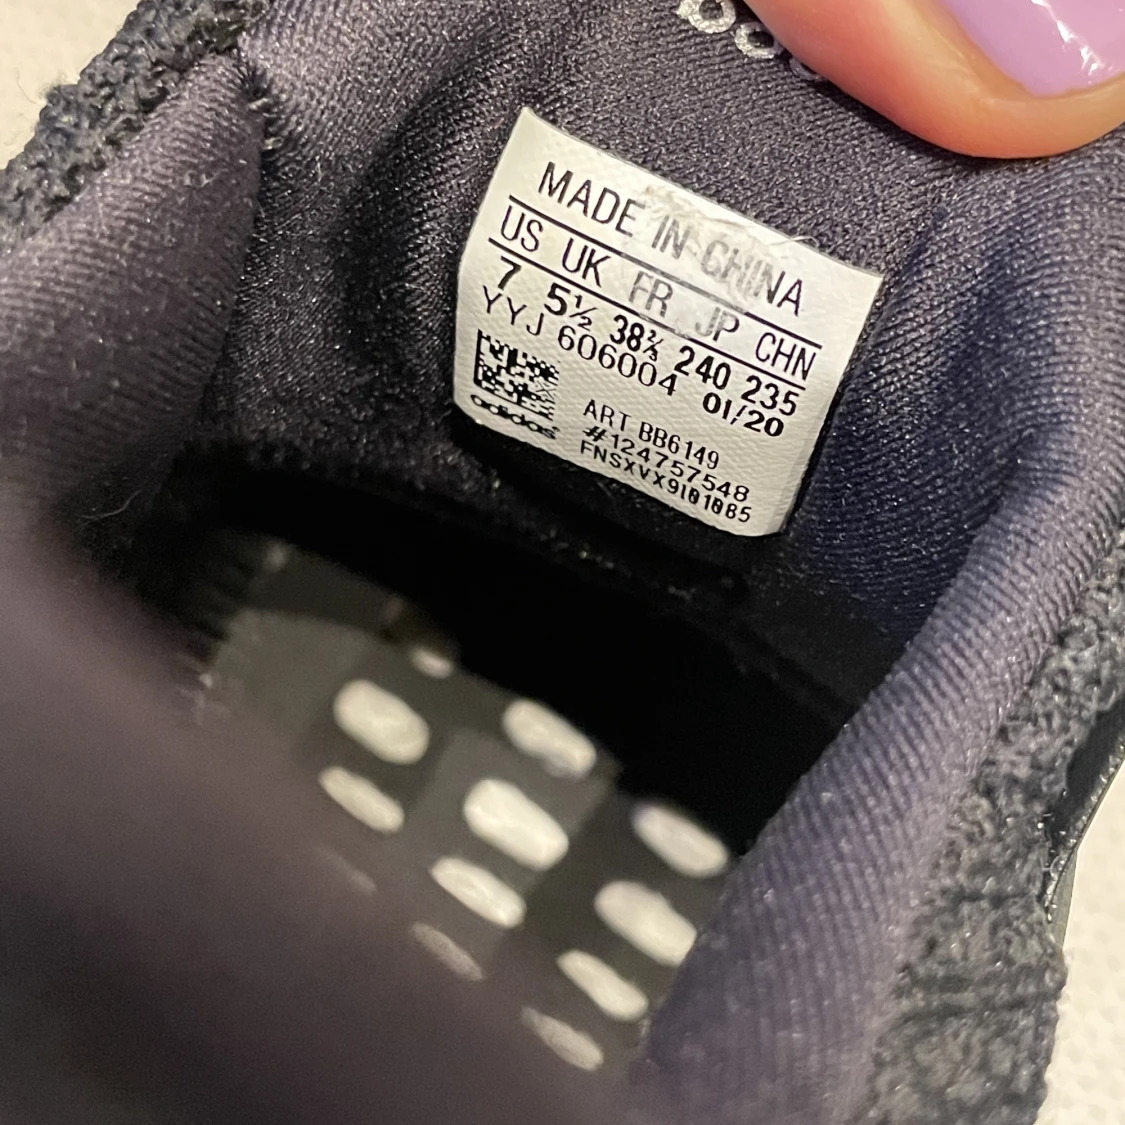 MADE IN CHINA
US UK FR JP CHN
7 5½ 38⅔ 240 235
YYJ 606004 01/20
adidas
ART BB6149
#124757548
FNSXVX9I01085